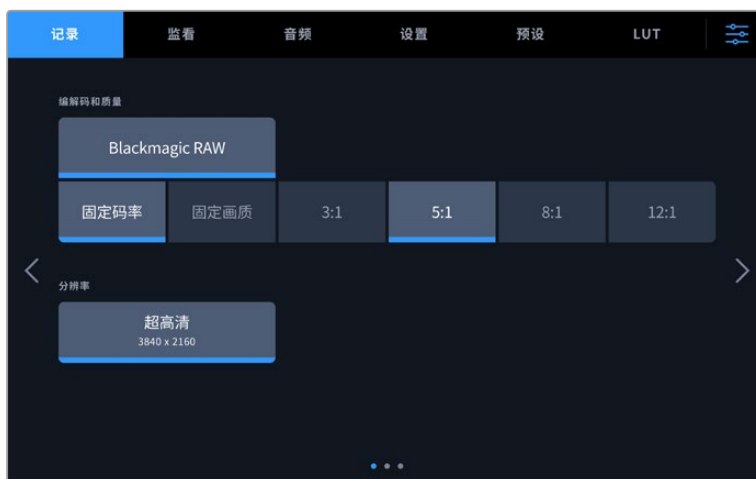 记录 监看 音频 设置 预设 LUT
编解码和质量
Blackmagic RAW
固定码率 固定画质 3:1 5:1 8:1 12:1
分辨率
超高清
3840 x 2160